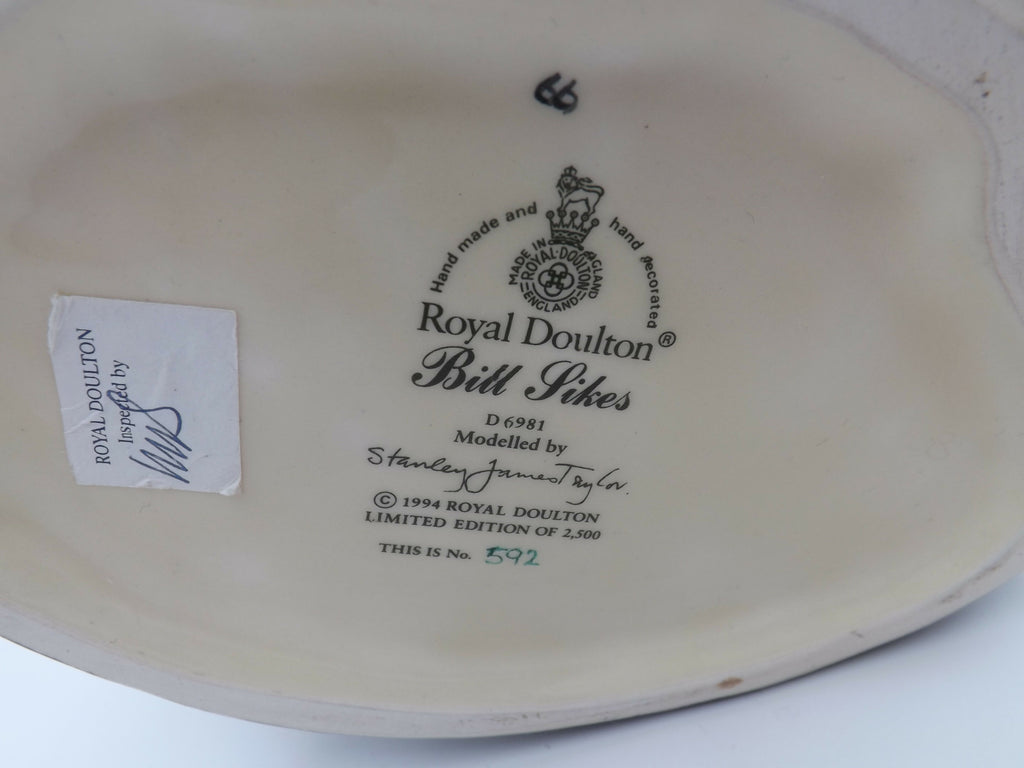 66
Hand made and hand decorated
MADE IN ENGLAND
ROYAL·DOULTON
ENGLAND
Royal Doulton®
Bill Sikes
D 6981
Modelled by
Stanley James Taylor.
© 1994 ROYAL DOULTON
LIMITED EDITION OF 2,500
THIS IS No. 592
ROYAL DOULTON
Inspected by